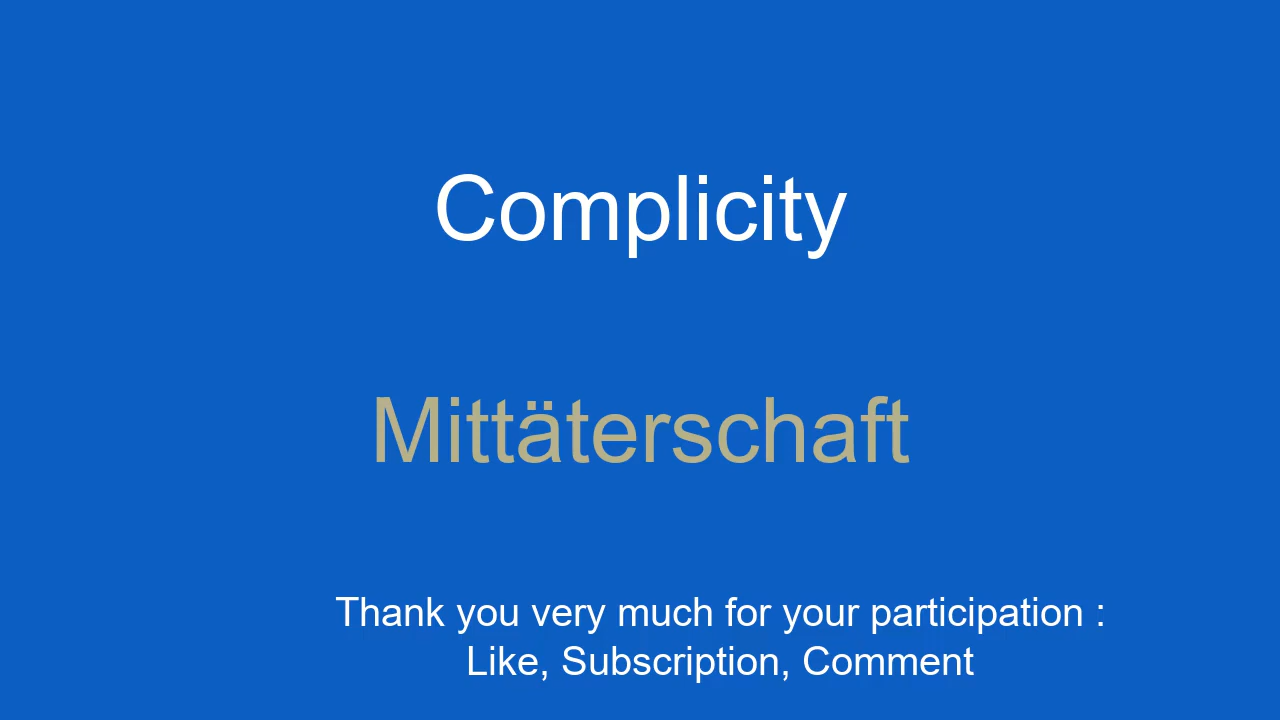 Complicity
Mittäterschaft
Thank you very much for your participation :
Like, Subscription, Comment